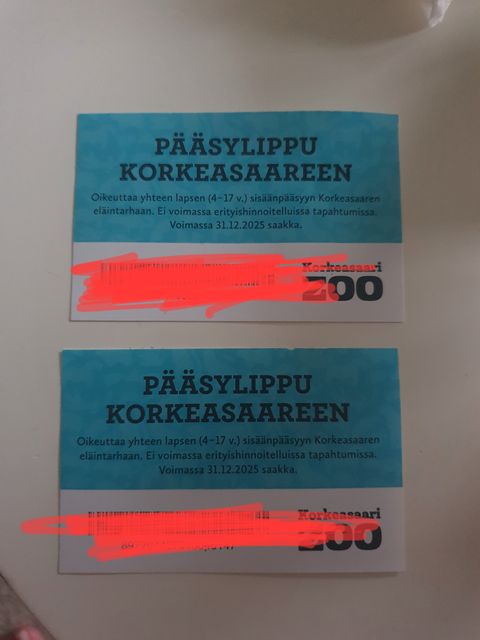 PÄÄSYLIPPU
KORKEASAAREEN
Oikeuttaa yhteen lapsen (4–17 v.) sisäänpääsyyn Korkeasaaren
eläintarhaan. Ei voimassa erityishinnoitelluissa tapahtumissa.
Voimassa 31.12.2025 saakka.
Korkeasaari
ZOO
PÄÄSYLIPPU
KORKEASAAREEN
Oikeuttaa yhteen lapsen (4–17 v.) sisäänpääsyyn Korkeasaaren
eläintarhaan. Ei voimassa erityishinnoitelluissa tapahtumissa.
Voimassa 31.12.2025 saakka.
Korkeasaari
ZOO